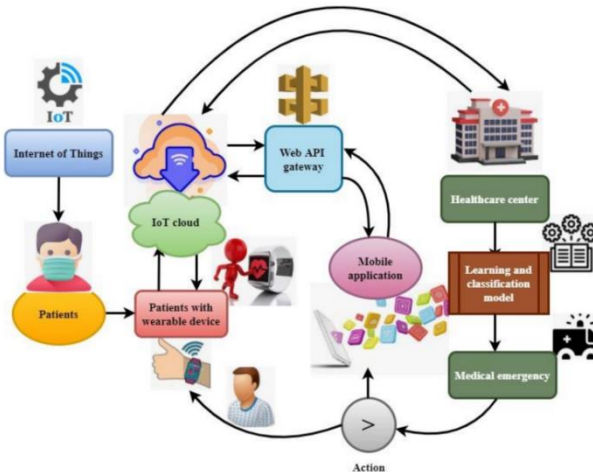 IoT
Internet of Things
Patients
IoT cloud
Patients with
wearable device
Web API
gateway
Mobile
application
Healthcare center
Learning and
classification
model
Medical emergency
>
Action